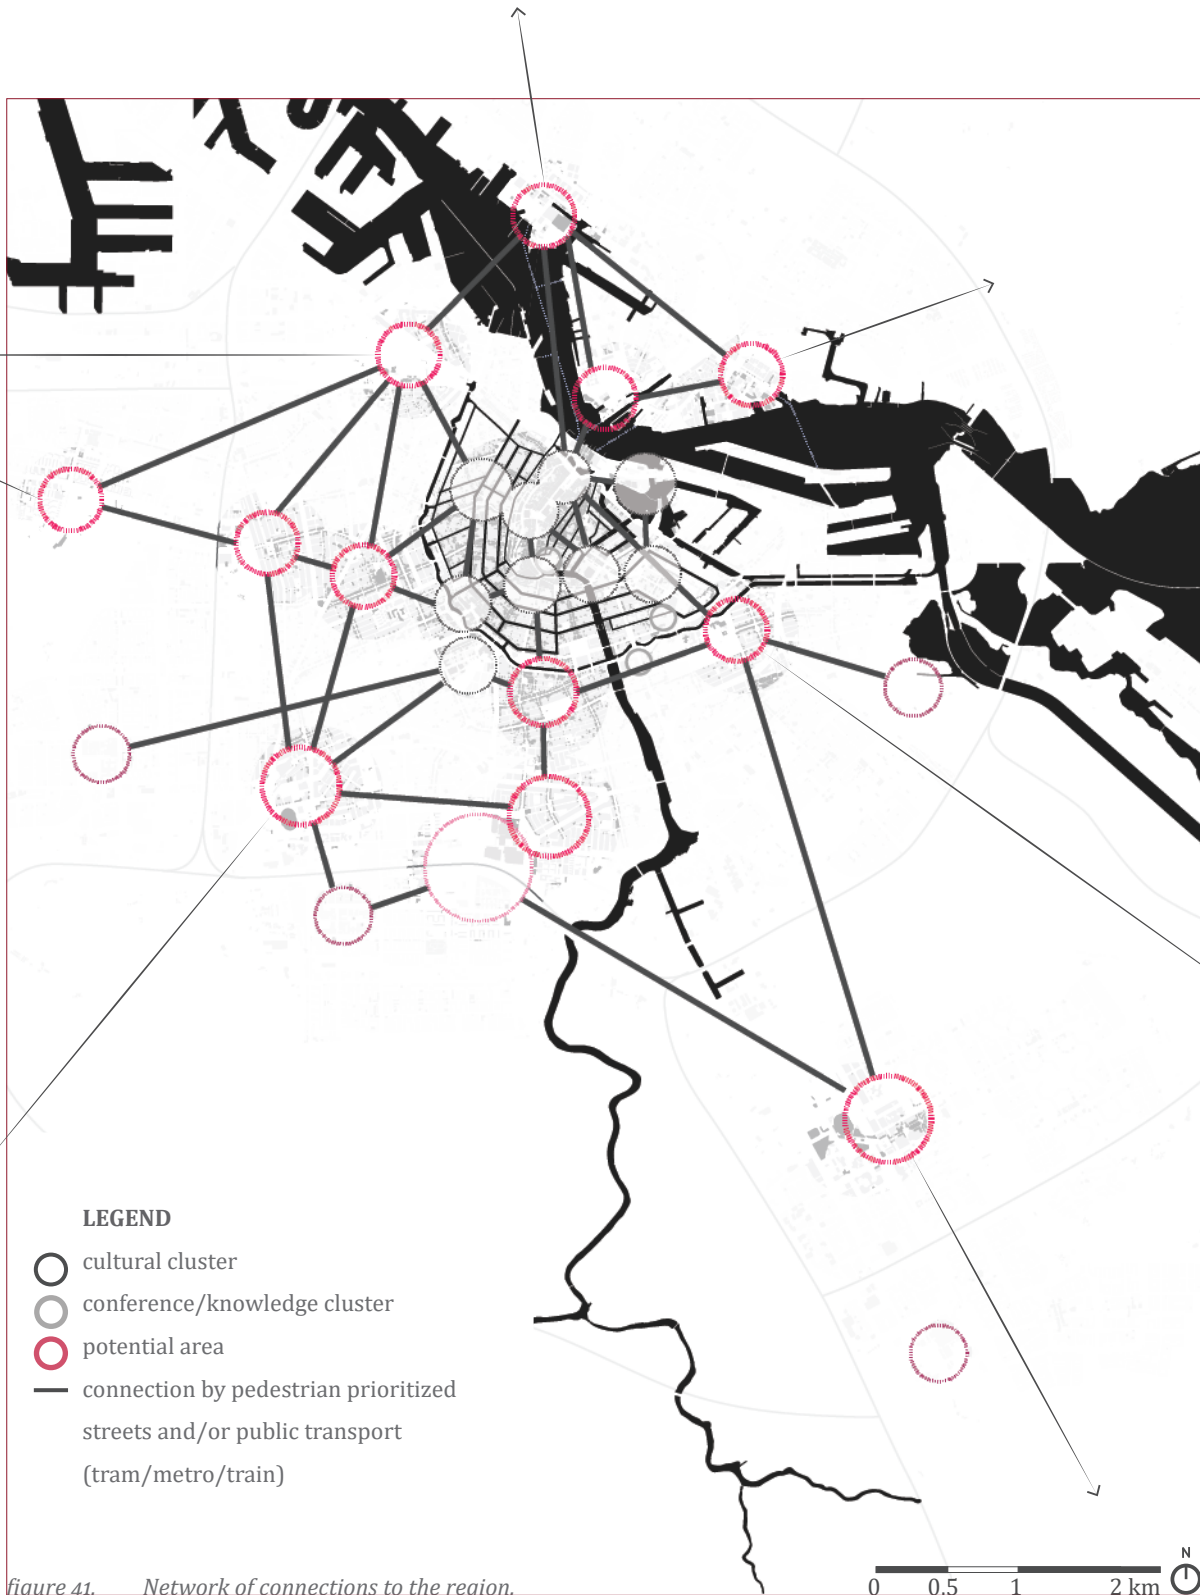 LEGEND
cultural cluster
conference/knowledge cluster
potential area
connection by pedestrian prioritized
streets and/or public transport
(tram/metro/train)
N
0 0.5 1 2 km
figure 41. Network of connections to the region.